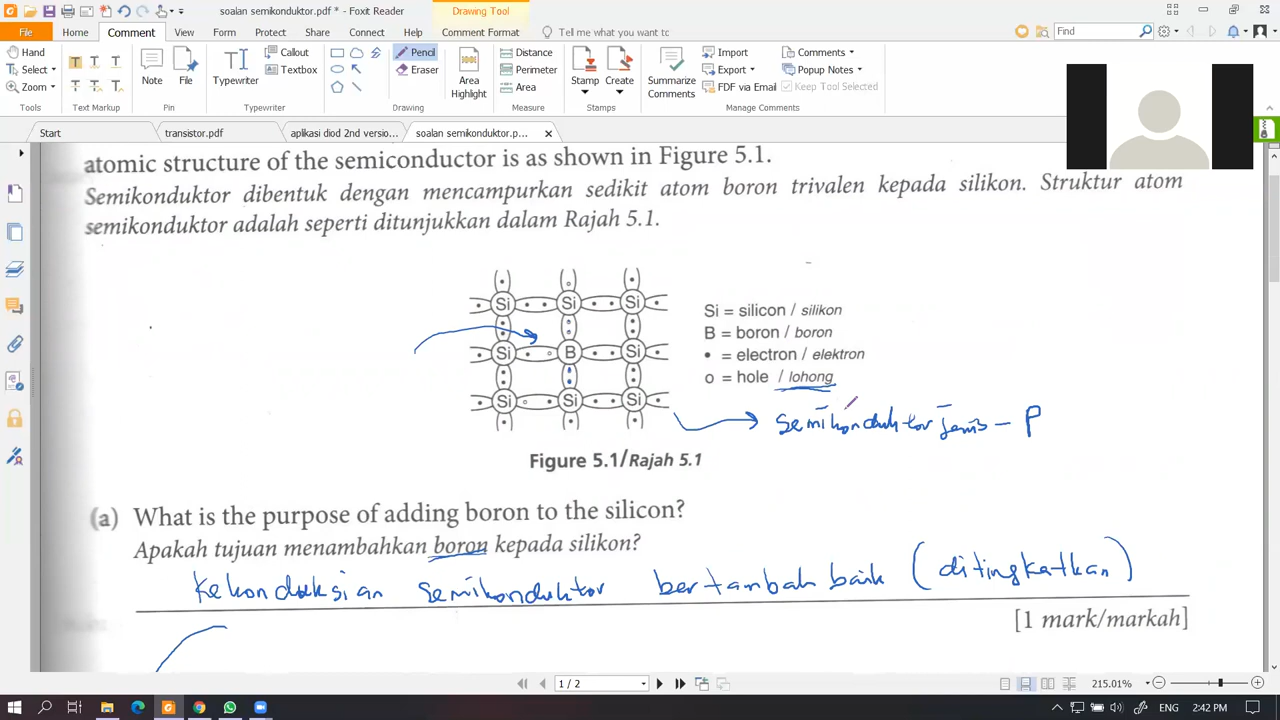 soalan semikonduktor.pdf * - Foxit Reader
Drawing Tool
File Home Comment View Form Protect Share Connect Help Comment Format Tell me what you want to Find
Hand Select Zoom Tools
Text Markup
Note File Pin
Typewriter Callout Textbox Typewriter
Pencil Eraser Drawing
Area Highlight Distance Perimeter Area Measure
Stamp Create Stamps
Summarize Comments Import Export FDF via Email Comments Popup Notes Keep Tool Selected Manage Comments
Start transistor.pdf aplikasi diod 2nd versio... soalan semikonduktor.p...
atomic structure of the semiconductor is as shown in Figure 5.1.
Semikonduktor dibentuk dengan mencampurkan sedikit atom boron trivalen kepada silikon. Struktur atom
semikonduktor adalah seperti ditunjukkan dalam Rajah 5.1.
Si Si Si
Si B Si
Si Si Si
Si = silicon / silikon
B = boron / boron
• = electron / elektron
o = hole / lohong
Semikonduktor jenis - P
Figure 5.1/Rajah 5.1
(a) What is the purpose of adding boron to the silicon?
Apakah tujuan menambahkan boron kepada silikon?
Kekonduksian semikonduktor bertambah baik (ditingkatkan)
[1 mark/markah]
1 / 2 215.01%
ENG 2:42 PM